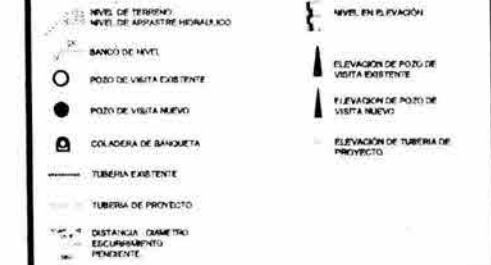 NIVEL DE TERRENO
NIVEL DE ARRASTRE HIDRAULICO
BANCO DE NIVEL
POZO DE VISITA EXISTENTE
POZO DE VISITA NUEVO
COLADERA DE BANQUETA
TUBERIA EXISTENTE
TUBERIA DE PROYECTO
DISTANCIA - DIAMETRO
ESCURRIMIENTO
PENDIENTE
NIVEL EN ELEVACIÓN
ELEVACIÓN DE POZO DE
VISITA EXISTENTE
ELEVACION DE POZO DE
VISITA NUEVO
ELEVACIÓN DE TUBERIA DE
PROYECTO